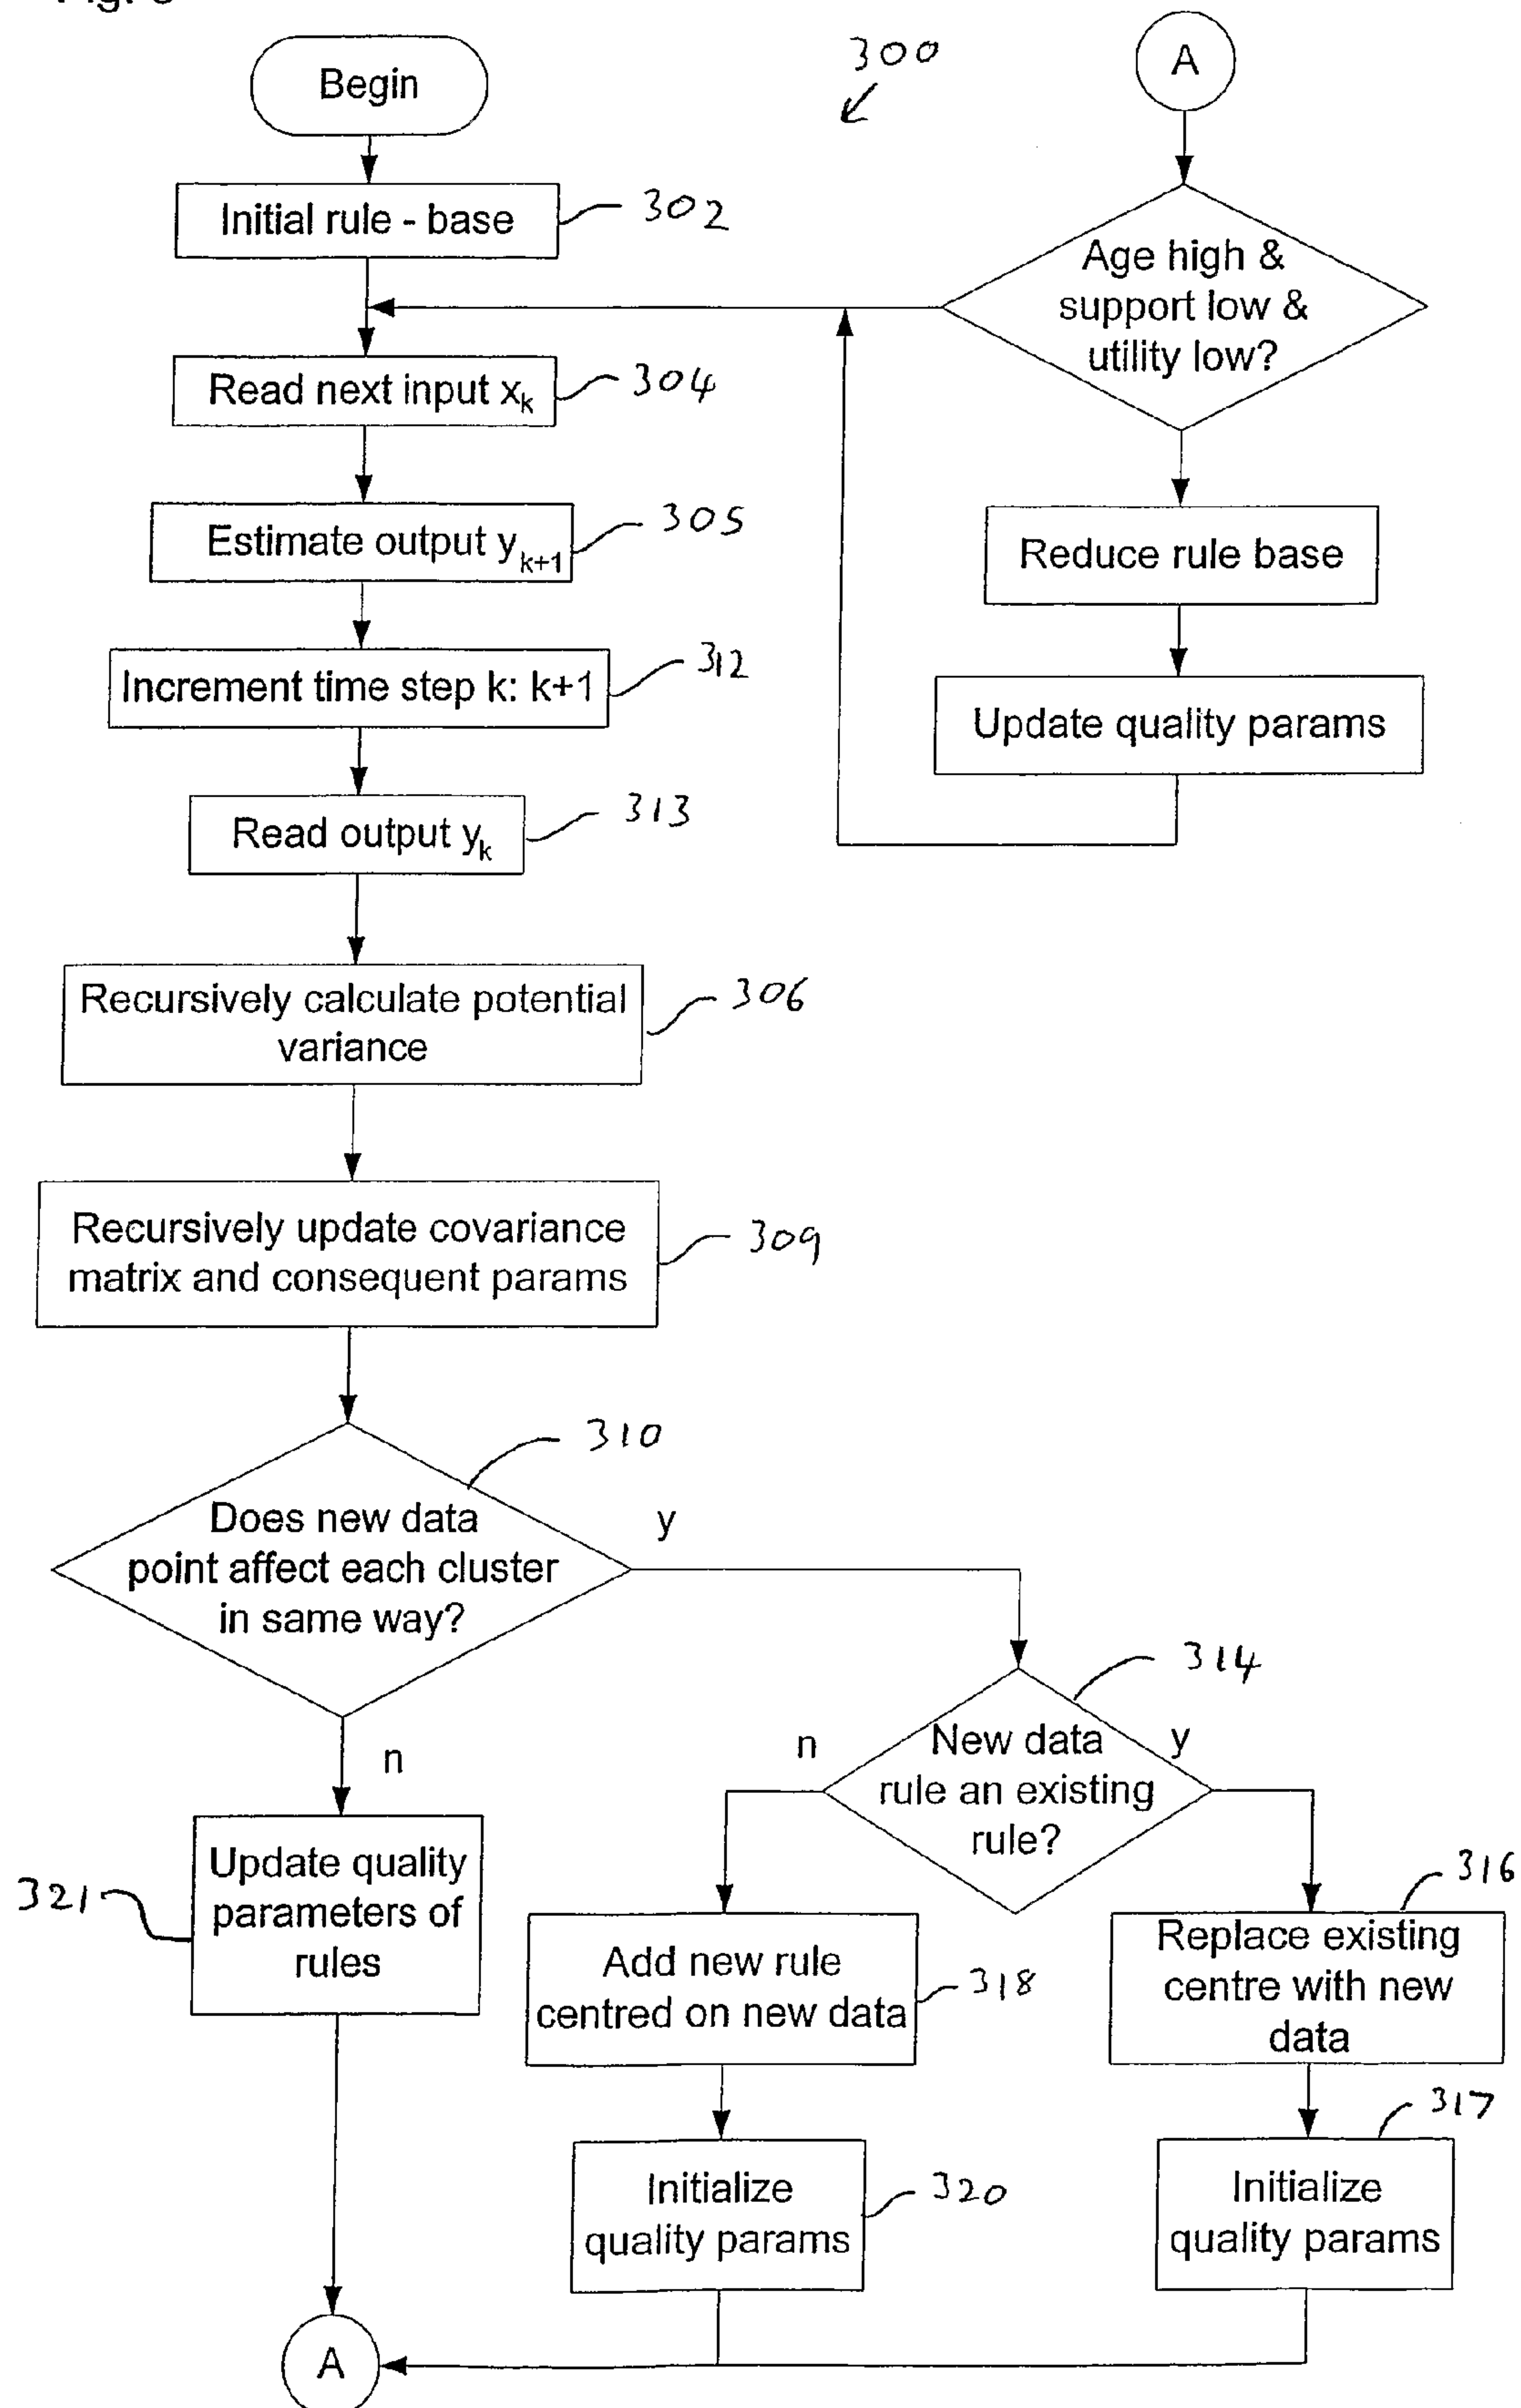 300
A
Begin
Initial rule - base
302
Age high &
support low &
utility low?
Read next input xk
304
Estimate output yk+1
305
Reduce rule base
Increment time step k: k+1
312
Update quality params
Read output yk
313
Recursively calculate potential
variance
306
Recursively update covariance
matrix and consequent params
309
310
Does new data
point affect each cluster
in same way?
y
n
314
New data
rule an existing
rule?
n
y
Update quality
parameters of
rules
321
Add new rule
centred on new data
318
316
Replace existing
centre with new
data
Initialize
quality params
320
317
Initialize
quality params
A